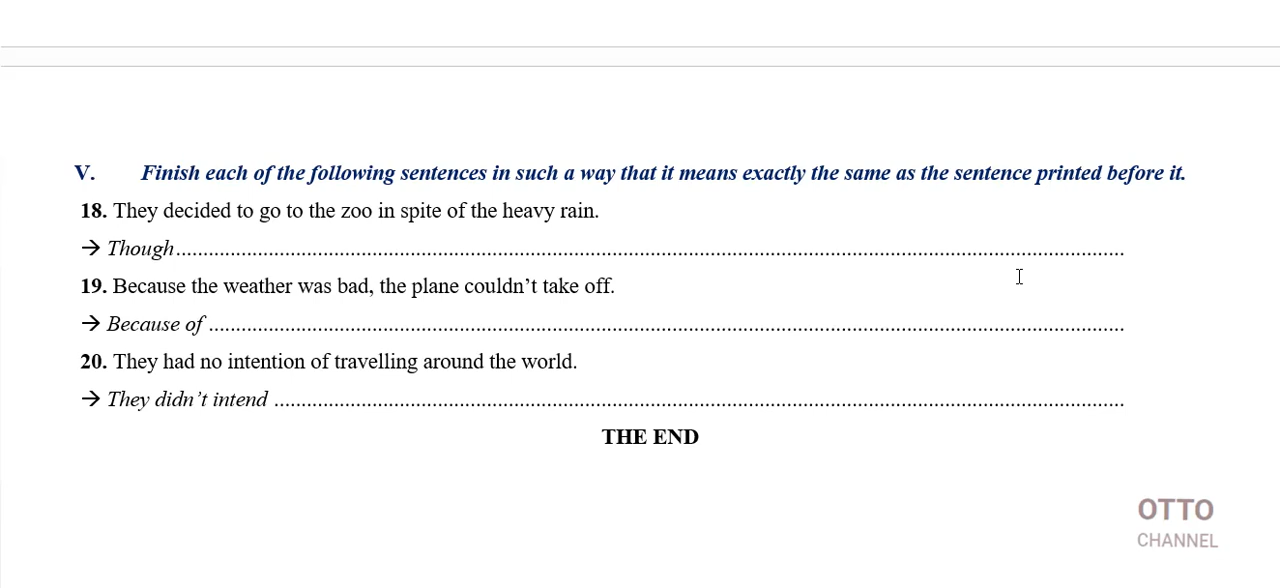 V. Finish each of the following sentences in such a way that it means exactly the same as the sentence printed before it.
18. They decided to go to the zoo in spite of the heavy rain.
→ Though................................................................................................................................................................
19. Because the weather was bad, the plane couldn't take off.
→ Because of ...........................................................................................................................................................
20. They had no intention of travelling around the world.
→ They didn't intend ................................................................................................................................................
THE END
OTTO
CHANNEL